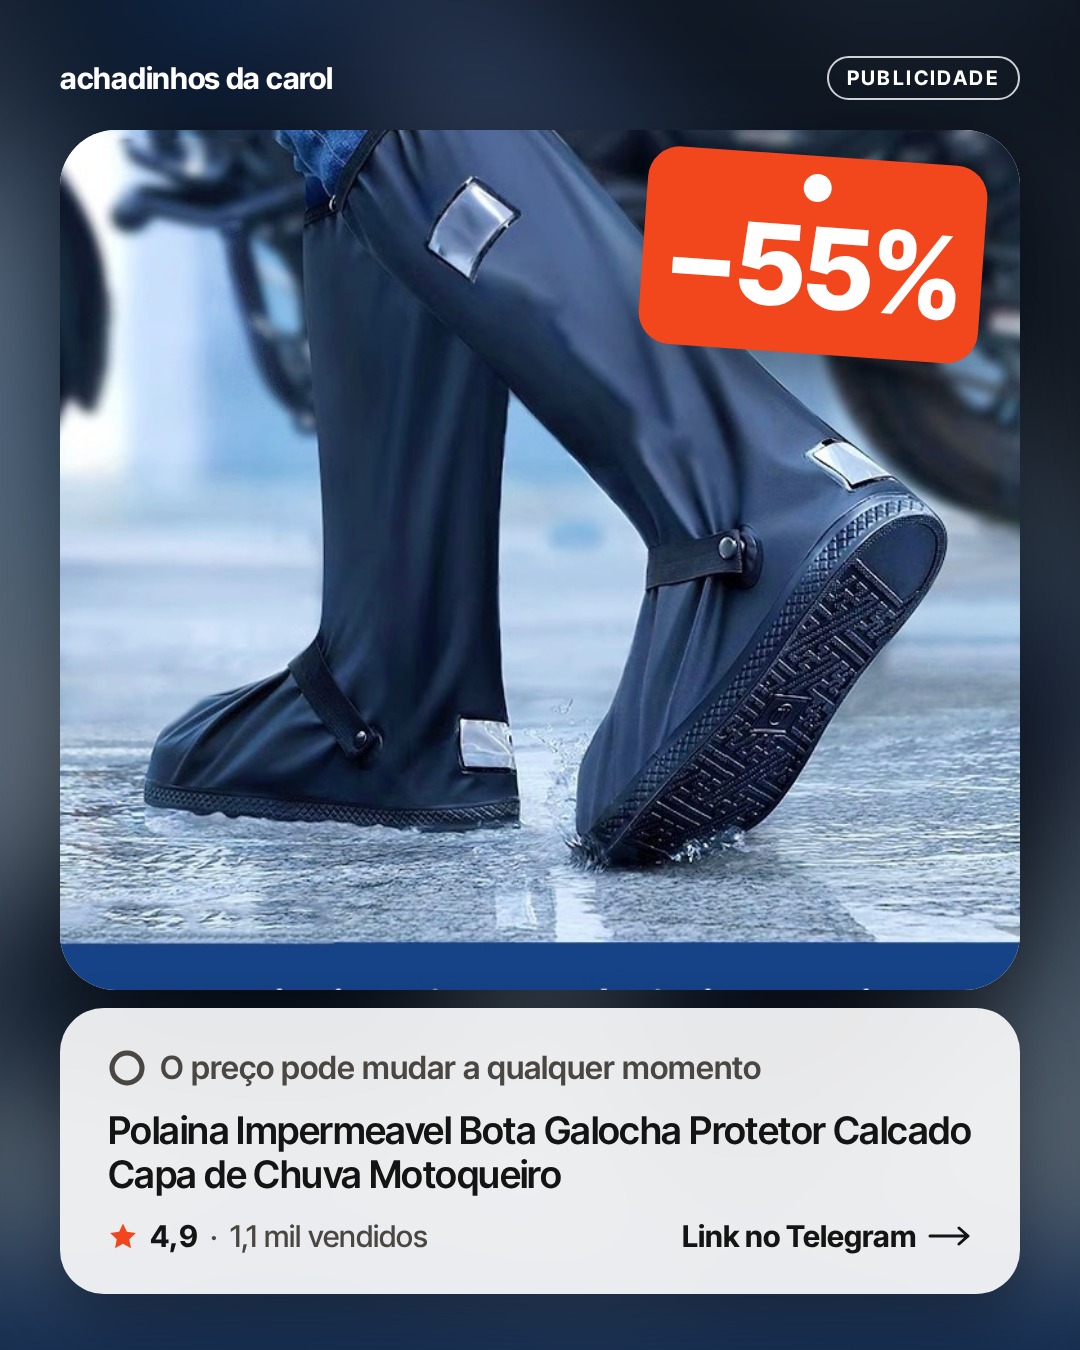 achadinhos da carol
PUBLICIDADE
-55%
O preço pode mudar a qualquer momento
Polaina Impermeavel Bota Galocha Protetor Calcado
Capa de Chuva Motoqueiro
4,9 · 1,1 mil vendidos
Link no Telegram →